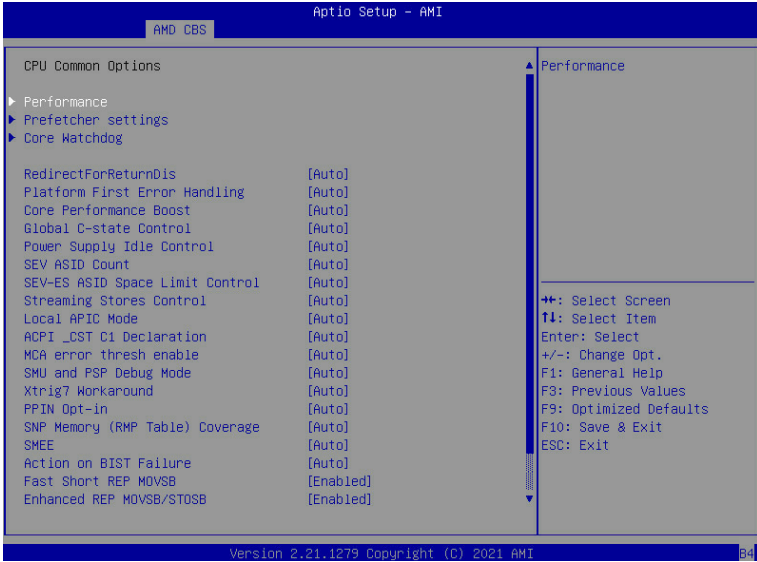 Aptio Setup – AMI
AMD CBS
CPU Common Options
Performance
Prefetcher settings
Core Watchdog
RedirectForReturnDis [Auto]
Platform First Error Handling [Auto]
Core Performance Boost [Auto]
Global C-state Control [Auto]
Power Supply Idle Control [Auto]
SEV ASID Count [Auto]
SEV-ES ASID Space Limit Control [Auto]
Streaming Stores Control [Auto]
Local APIC Mode [Auto]
ACPI _CST C1 Declaration [Auto]
MCA error thresh enable [Auto]
SMU and PSP Debug Mode [Auto]
Xtrig7 Workaround [Auto]
PPIN Opt-in [Auto]
SNP Memory (RMP Table) Coverage [Auto]
SMEE [Auto]
Action on BIST Failure [Auto]
Fast Short REP MOVSB [Enabled]
Enhanced REP MOVSB/STOSB [Enabled]
Performance
→←: Select Screen
↑↓: Select Item
Enter: Select
+/-: Change Opt.
F1: General Help
F3: Previous Values
F9: Optimized Defaults
F10: Save & Exit
ESC: Exit
Version 2.21.1279 Copyright (C) 2021 AMI
B4